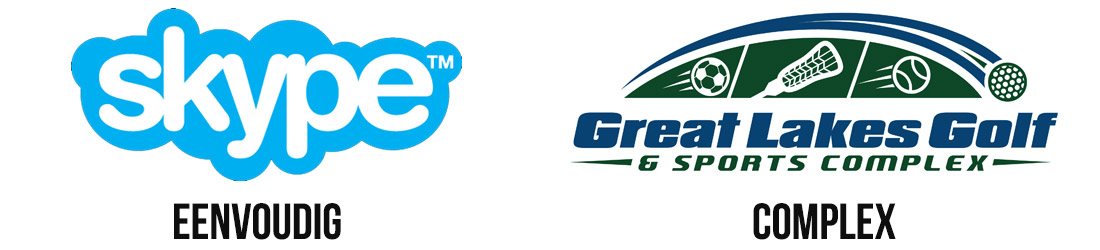 skype™
EENVOUDIG
Great Lakes Golf
& SPORTS COMPLEX
COMPLEX